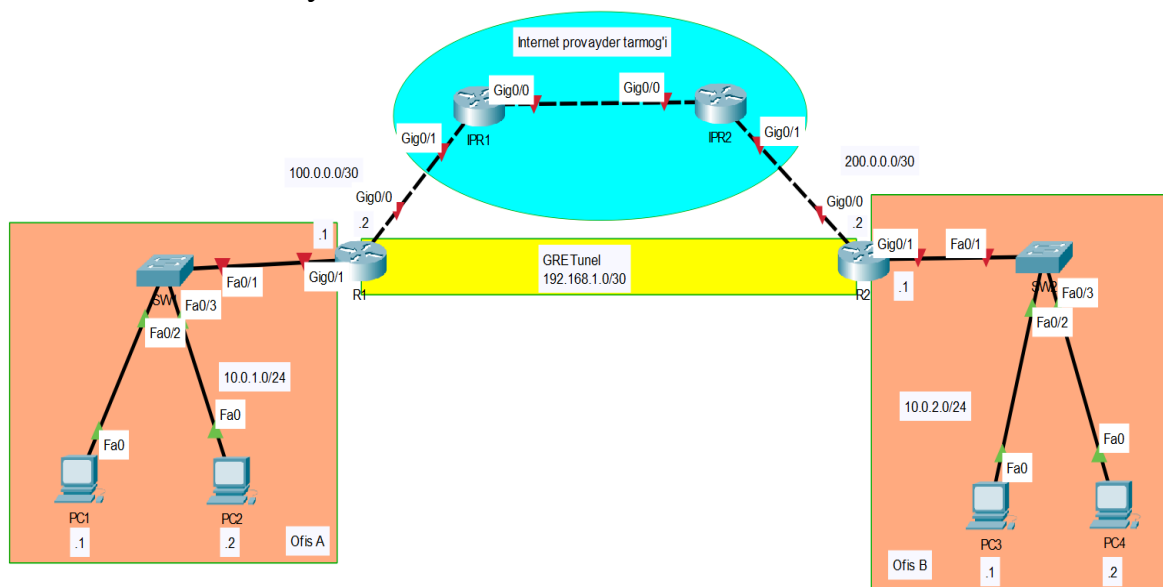 Internet provayder tarmog'i
Gig0/0
Gig0/0
IPR1
IPR2
Gig0/1
Gig0/1
100.0.0.0/30
200.0.0.0/30
Gig0/0
Gig0/0
.2
.2
.1
Gig0/1
R1
GRETunel
192.168.1.0/30
R2
Gig0/1
Fa0/1
.1
SW1
Fa0/1
Fa0/3
Fa0/2
SW2
Fa0/3
Fa0/2
10.0.1.0/24
10.0.2.0/24
Fa0
Fa0
Fa0
Fa0
PC1
.1
PC2
.2
Ofis A
PC3
.1
PC4
.2
Ofis B